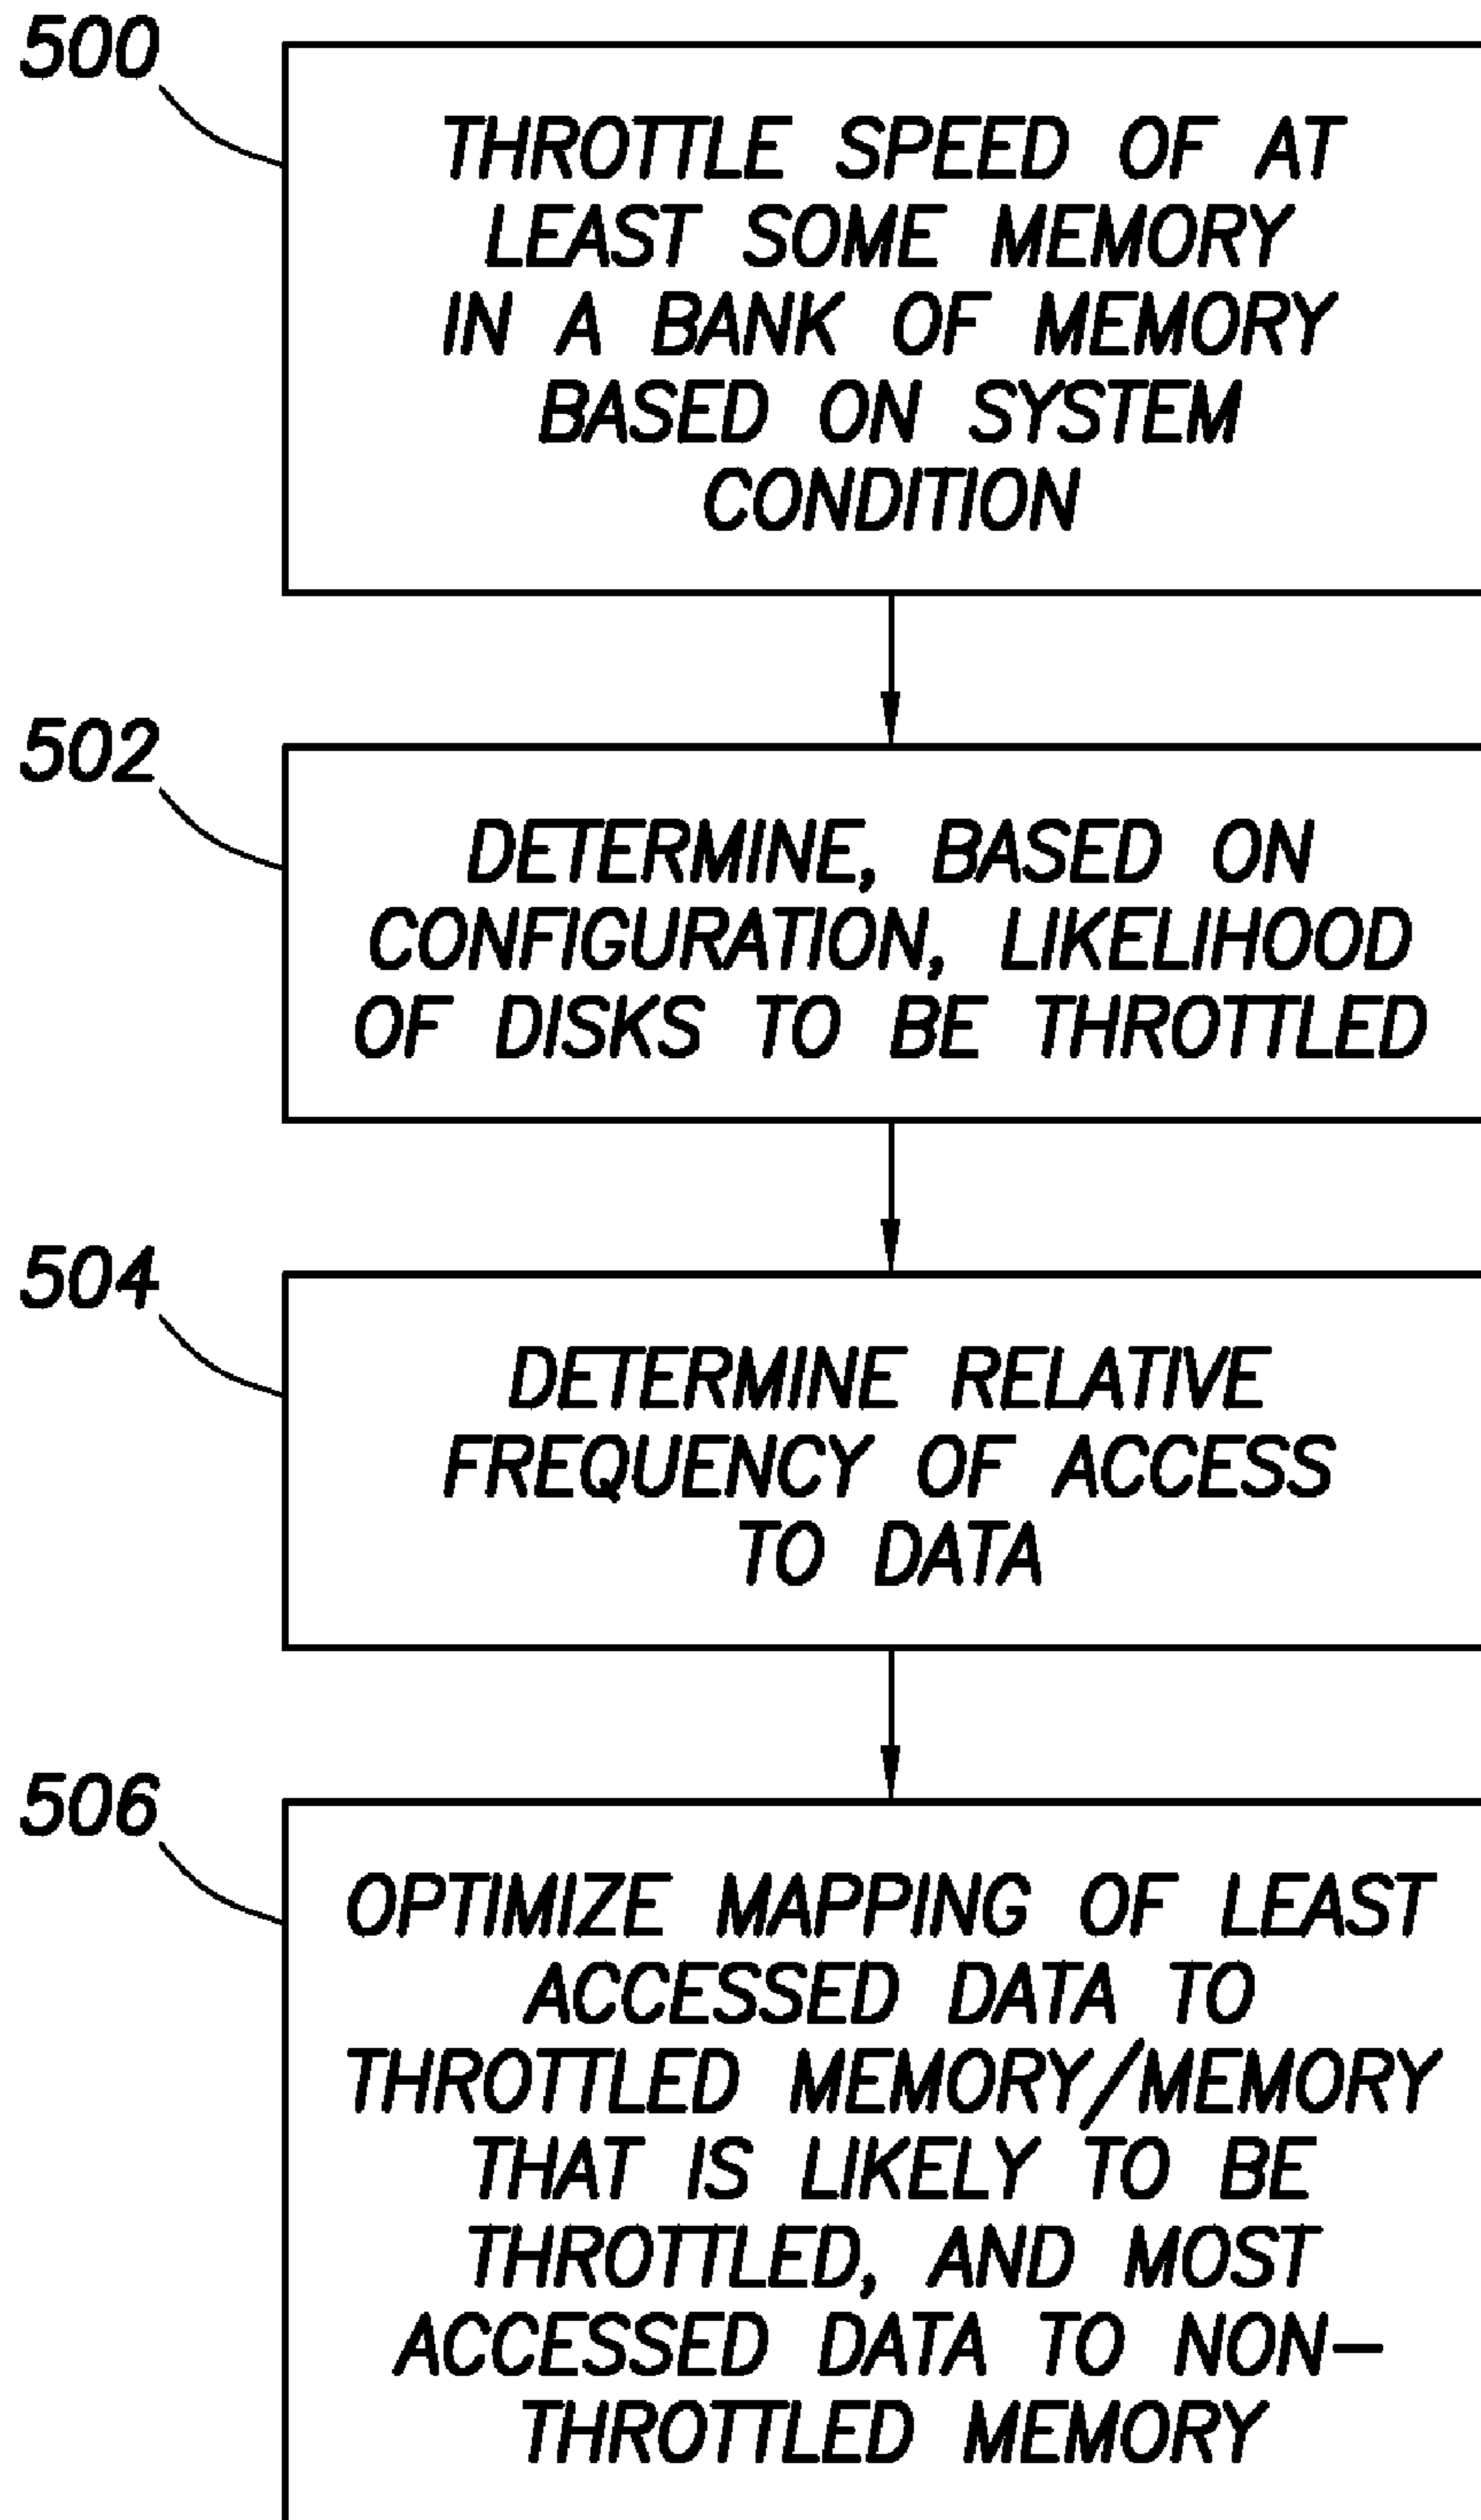 500
THROTTLE SPEED OF AT
LEAST SOME MEMORY
IN A BANK OF MEMORY
BASED ON SYSTEM
CONDITION
502
DETERMINE, BASED ON
CONFIGURATION, LIKELIHOOD
OF DISKS TO BE THROTTLED
504
DETERMINE RELATIVE
FREQUENCY OF ACCESS
TO DATA
506
OPTIMIZE MAPPING OF LEAST
ACCESSED DATA TO
THROTTLED MEMORY/MEMORY
THAT IS LIKELY TO BE
THROTTLED, AND MOST
ACCESSED DATA TO NON-
THROTTLED MEMORY